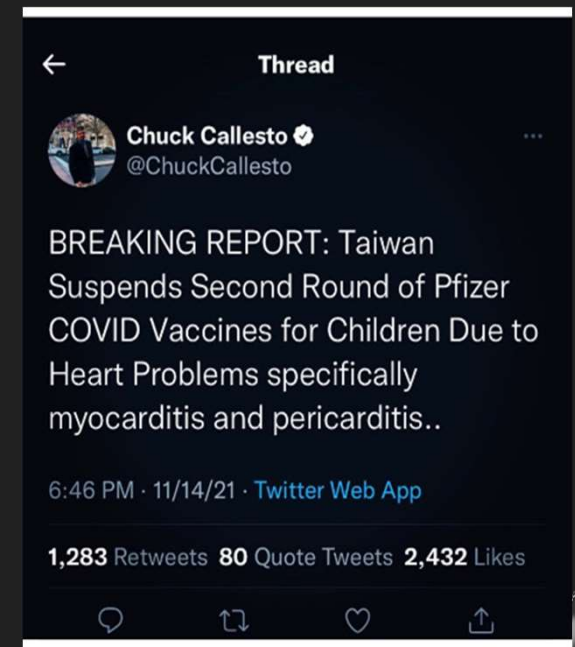 Thread
Chuck Callesto
@ChuckCallesto
BREAKING REPORT: Taiwan
Suspends Second Round of Pfizer
COVID Vaccines for Children Due to
Heart Problems specifically
myocarditis and pericarditis..
6:46 PM · 11/14/21 · Twitter Web App
1,283 Retweets 80 Quote Tweets 2,432 Likes